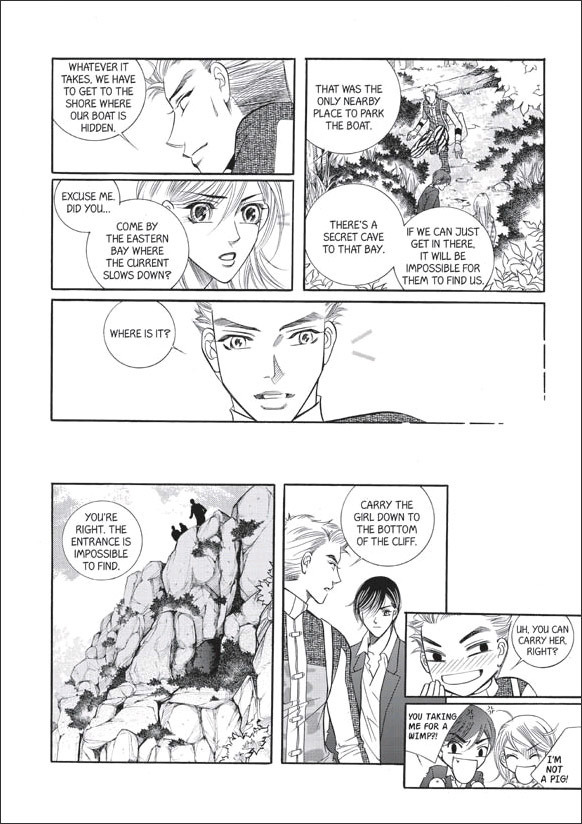 WHATEVER IT
TAKES, WE HAVE
TO GET TO THE
SHORE WHERE
OUR BOAT IS
HIDDEN.
THAT WAS THE
ONLY NEARBY
PLACE TO PARK
THE BOAT.
EXCUSE ME,
DID YOU...
COME BY
THE EASTERN
BAY WHERE
THE CURRENT
SLOWS DOWN?
THERE'S A
SECRET CAVE
TO THAT BAY.
IF WE CAN JUST
GET IN THERE,
IT WILL BE
IMPOSSIBLE FOR
THEM TO FIND US.
WHERE IS IT?
YOU'RE
RIGHT. THE
ENTRANCE IS
IMPOSSIBLE
TO FIND.
CARRY THE
GIRL DOWN TO
THE BOTTOM
OF THE CLIFF.
UH, YOU CAN
CARRY HER,
RIGHT?
YOU TAKING
ME FOR A
WIMP?!
I'M
NOT
A PIG!